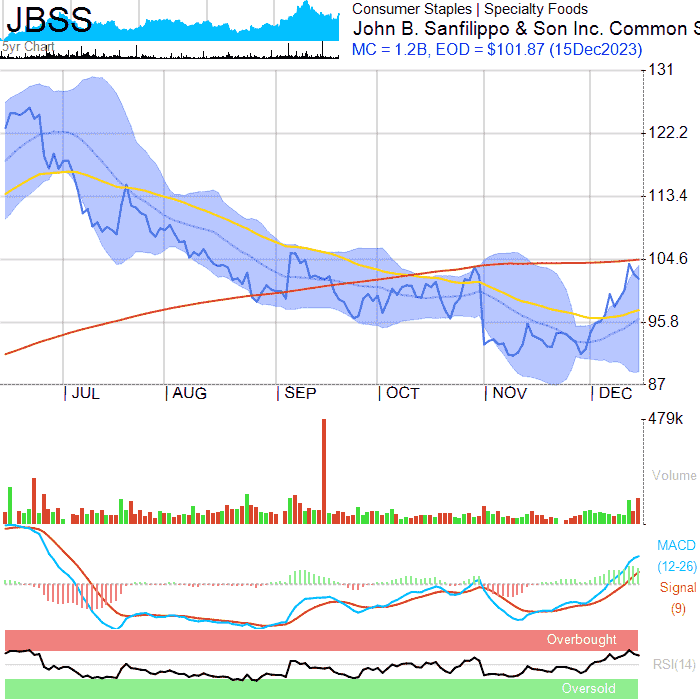 JBSS
5yr Chart
Consumer Staples | Specialty Foods
John B. Sanfilippo & Son Inc. Common S
MC = 1.2B, EOD = $101.87 (15Dec2023)
131
122.2
113.4
104.6
95.8
87
JUL AUG SEP OCT NOV DEC
479k
Volume
MACD
(12-26)
Signal
(9)
Overbought
RSI(14)
Oversold